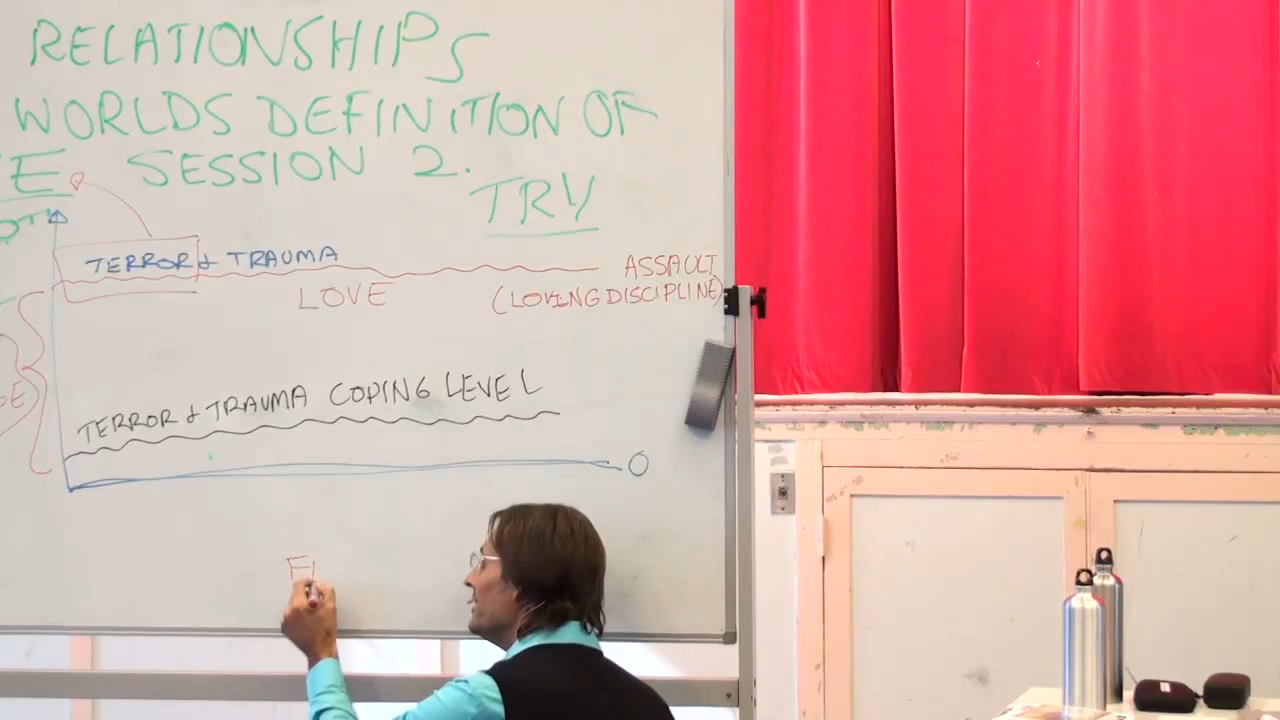 RELATIONSHIPS
WORLDS DEFINITION OF
SESSION 2.
TRY
TERROR & TRAUMA
ASSAULT
LOVE (LOVING DISCIPLINE)
TERROR & TRAUMA COPING LEVEL
O
F